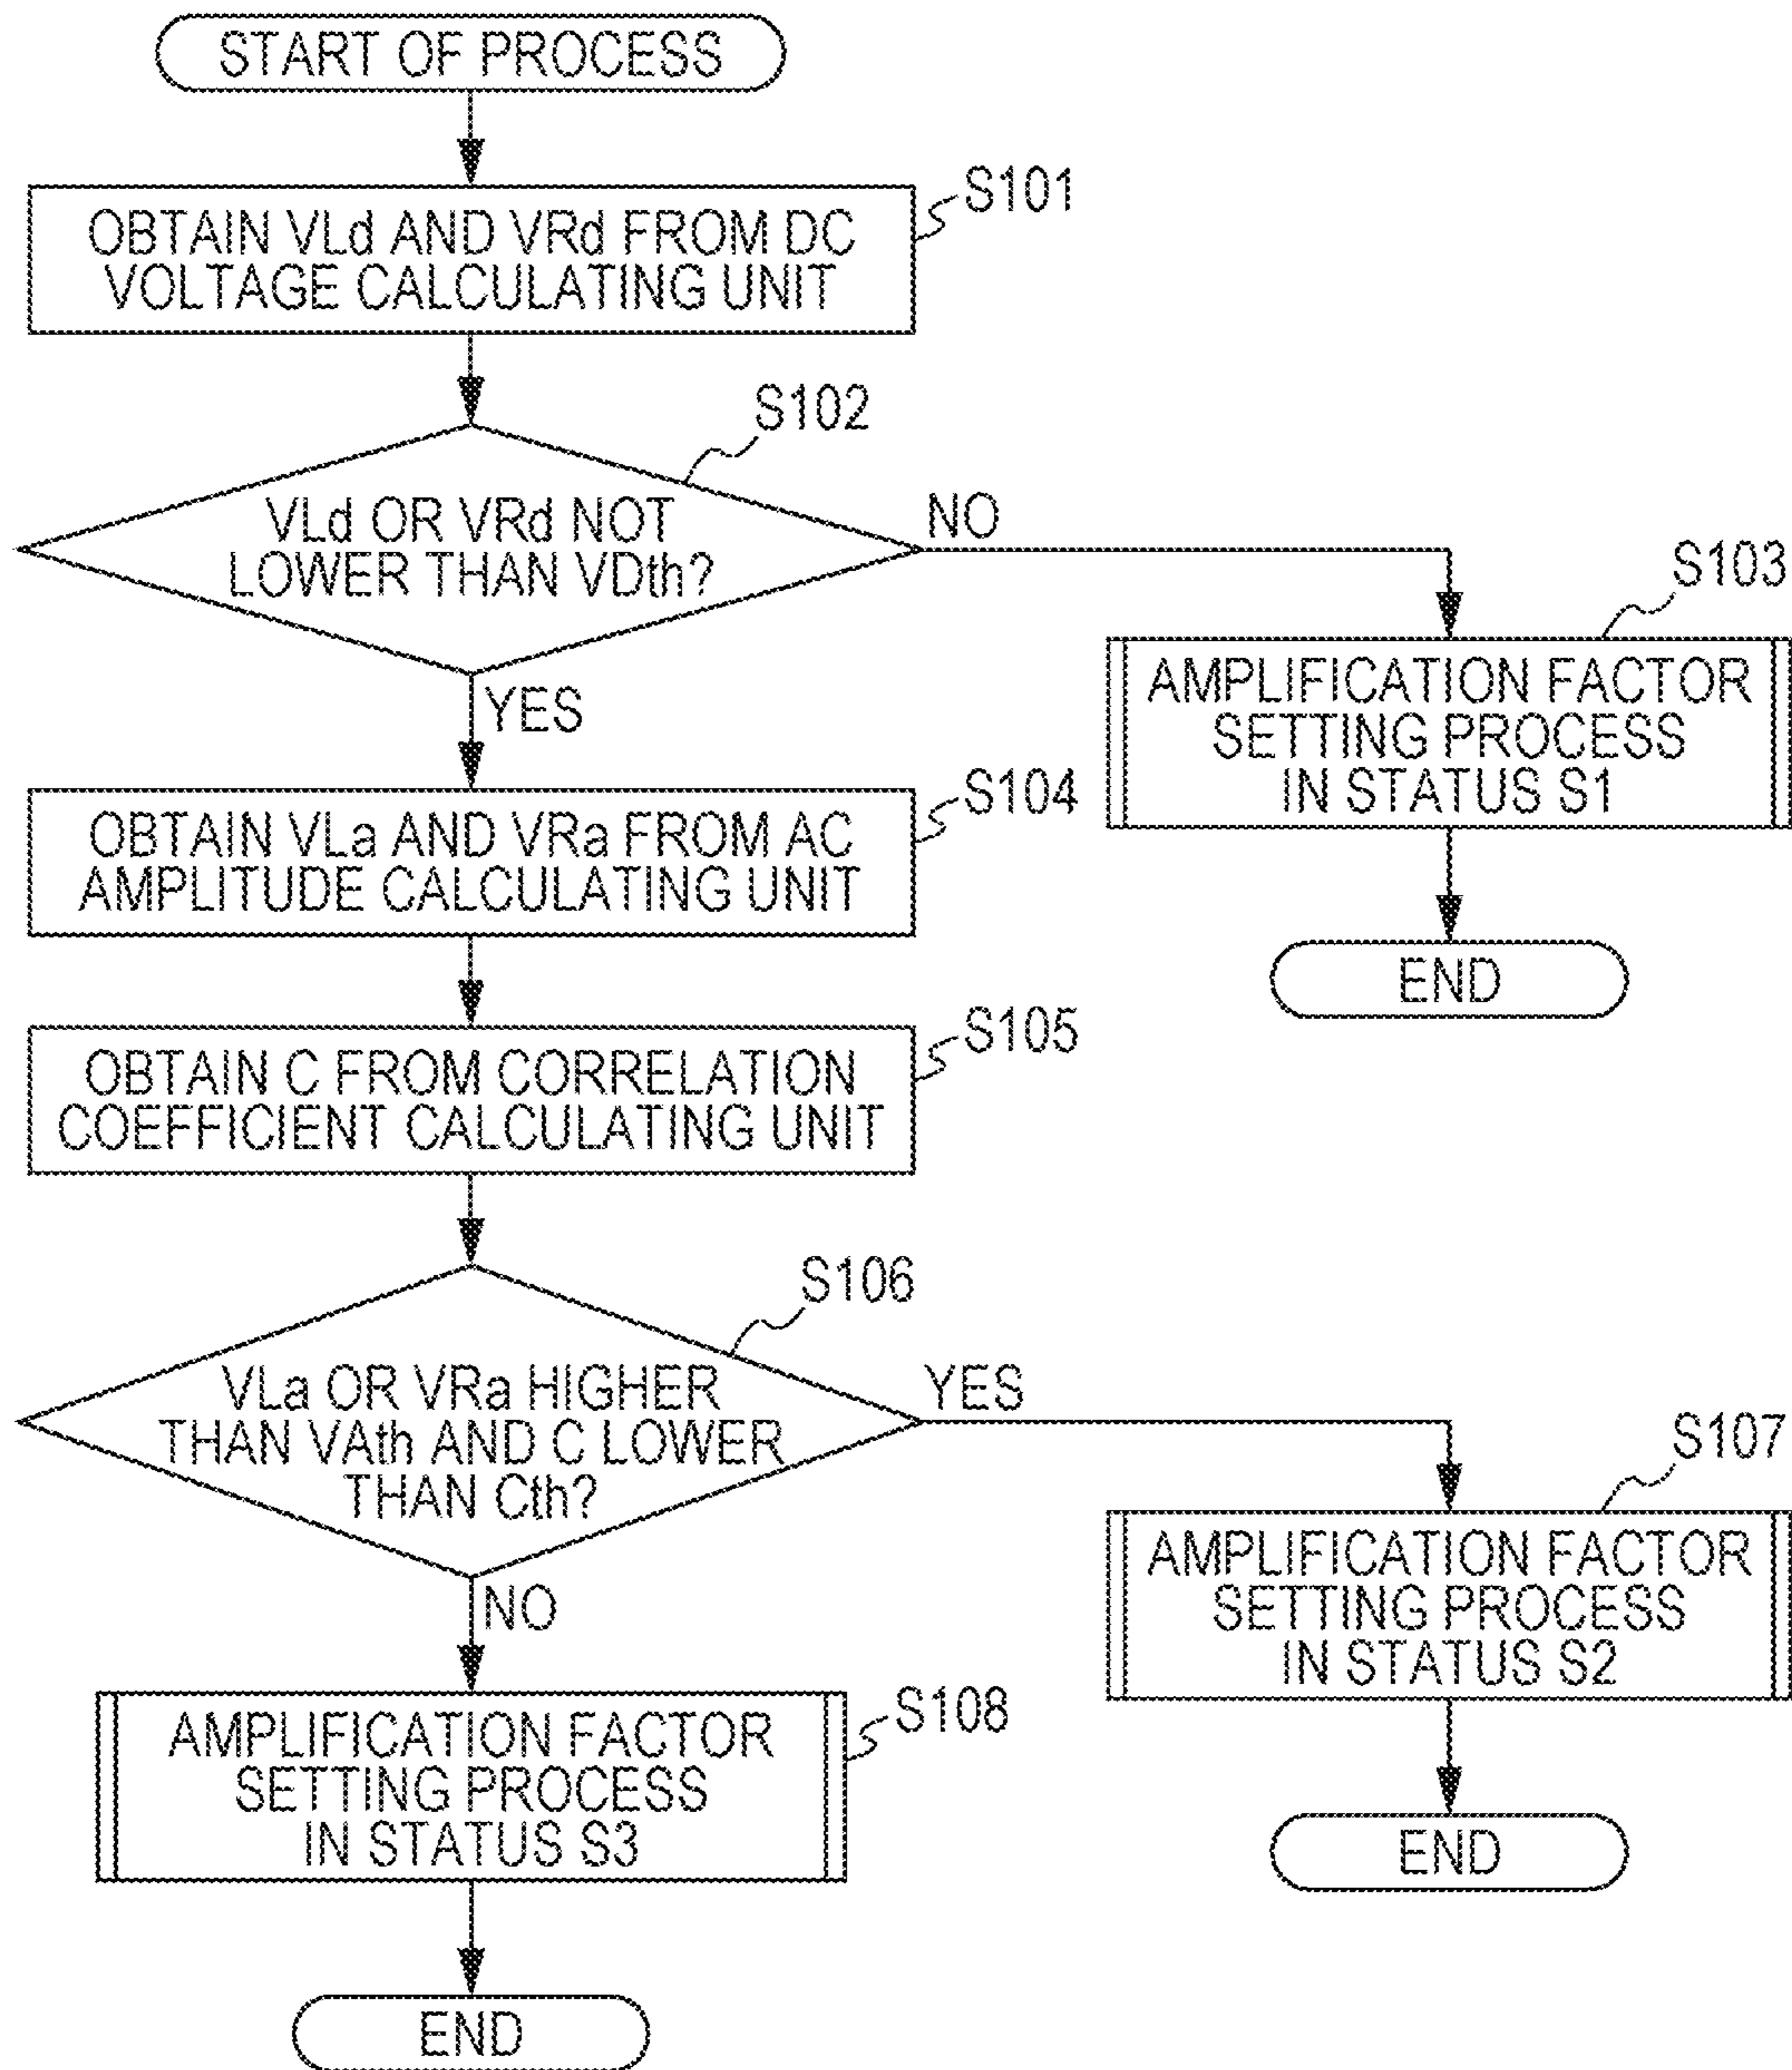 START OF PROCESS
S101
OBTAIN VLd AND VRd FROM DC
VOLTAGE CALCULATING UNIT
S102
VLd OR VRd NOT
LOWER THAN VDth?
NO
YES
S103
AMPLIFICATION FACTOR
SETTING PROCESS
IN STATUS S1
END
S104
OBTAIN VLa AND VRa FROM AC
AMPLITUDE CALCULATING UNIT
S105
OBTAIN C FROM CORRELATION
COEFFICIENT CALCULATING UNIT
S106
VLa OR VRa HIGHER
THAN VAth AND C LOWER
THAN Cth?
YES
NO
S107
AMPLIFICATION FACTOR
SETTING PROCESS
IN STATUS S2
END
S108
AMPLIFICATION FACTOR
SETTING PROCESS
IN STATUS S3
END